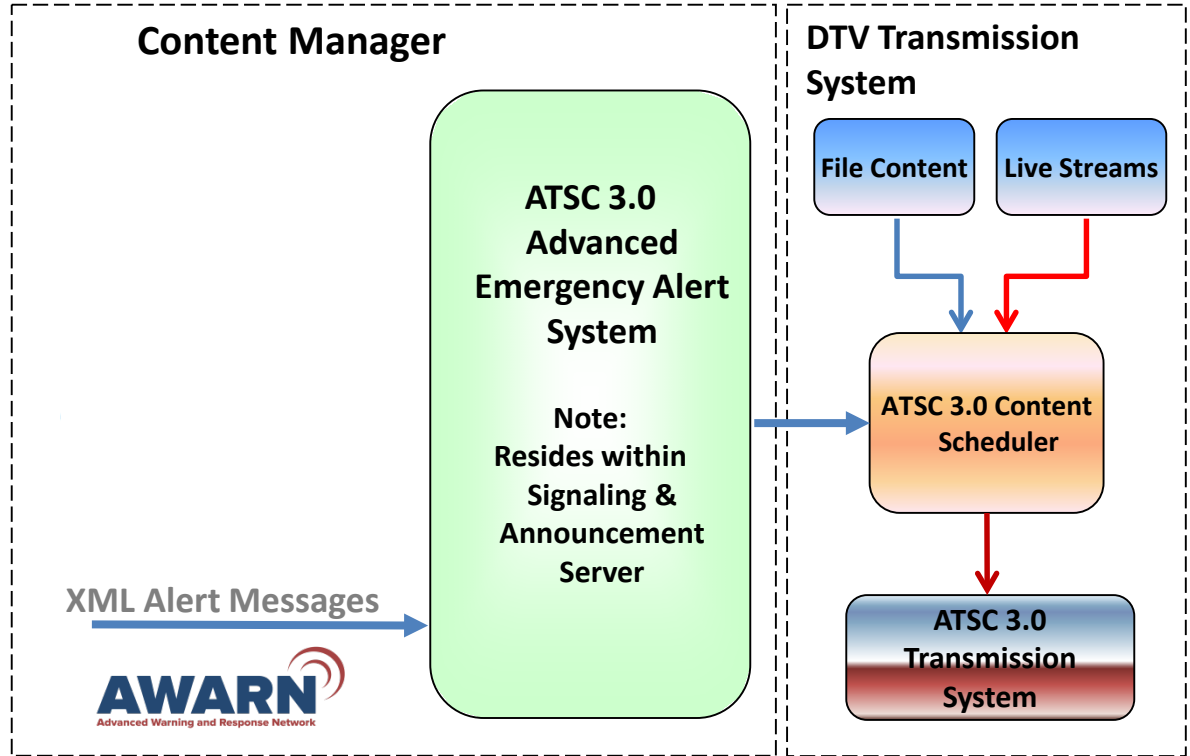 Content Manager
ATSC 3.0
Advanced
Emergency Alert
System
Note:
Resides within
Signaling &
Announcement
Server
XML Alert Messages
AWARN
Advanced Warning and Response Network
DTV Transmission
System
File Content
Live Streams
ATSC 3.0 Content
Scheduler
ATSC 3.0
Transmission
System